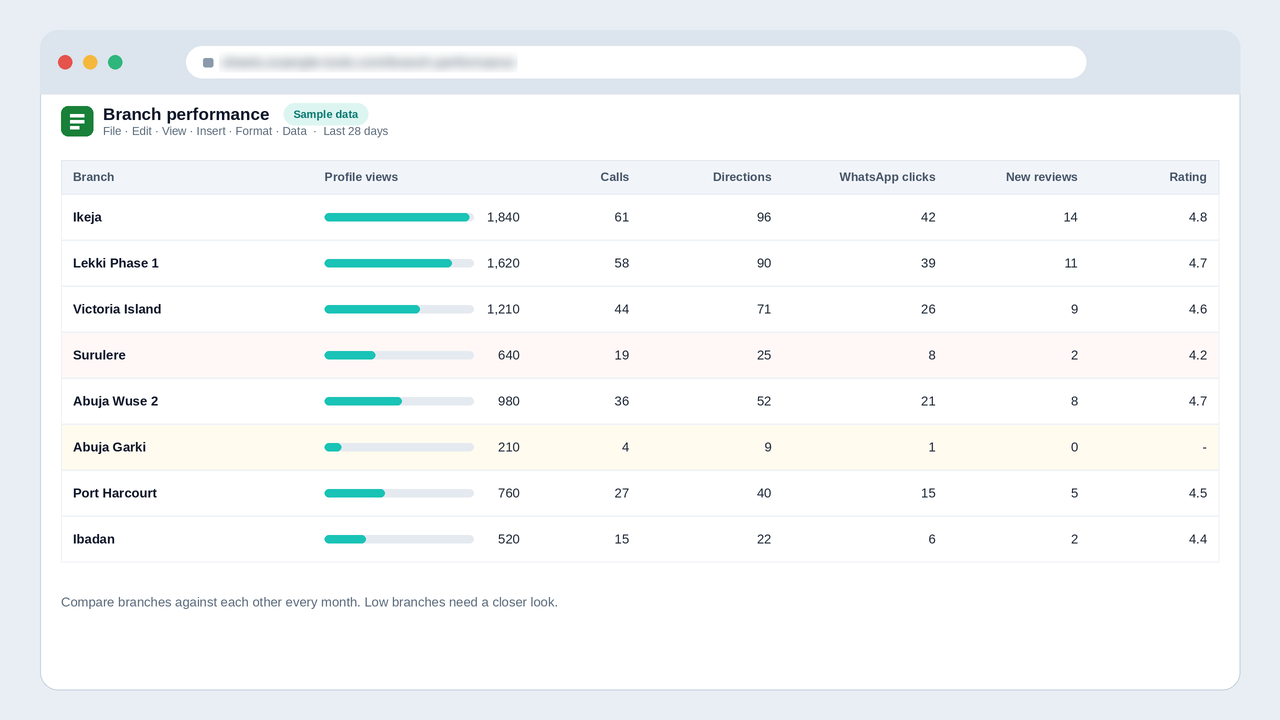 Branch performance Sample data
File · Edit · View · Insert · Format · Data · Last 28 days
Branch Profile views Calls Directions WhatsApp clicks New reviews Rating
Ikeja 1,840 61 96 42 14 4.8
Lekki Phase 1 1,620 58 90 39 11 4.7
Victoria Island 1,210 44 71 26 9 4.6
Surulere 640 19 25 8 2 4.2
Abuja Wuse 2 980 36 52 21 8 4.7
Abuja Garki 210 4 9 1 0 -
Port Harcourt 760 27 40 15 5 4.5
Ibadan 520 15 22 6 2 4.4
Compare branches against each other every month. Low branches need a closer look.